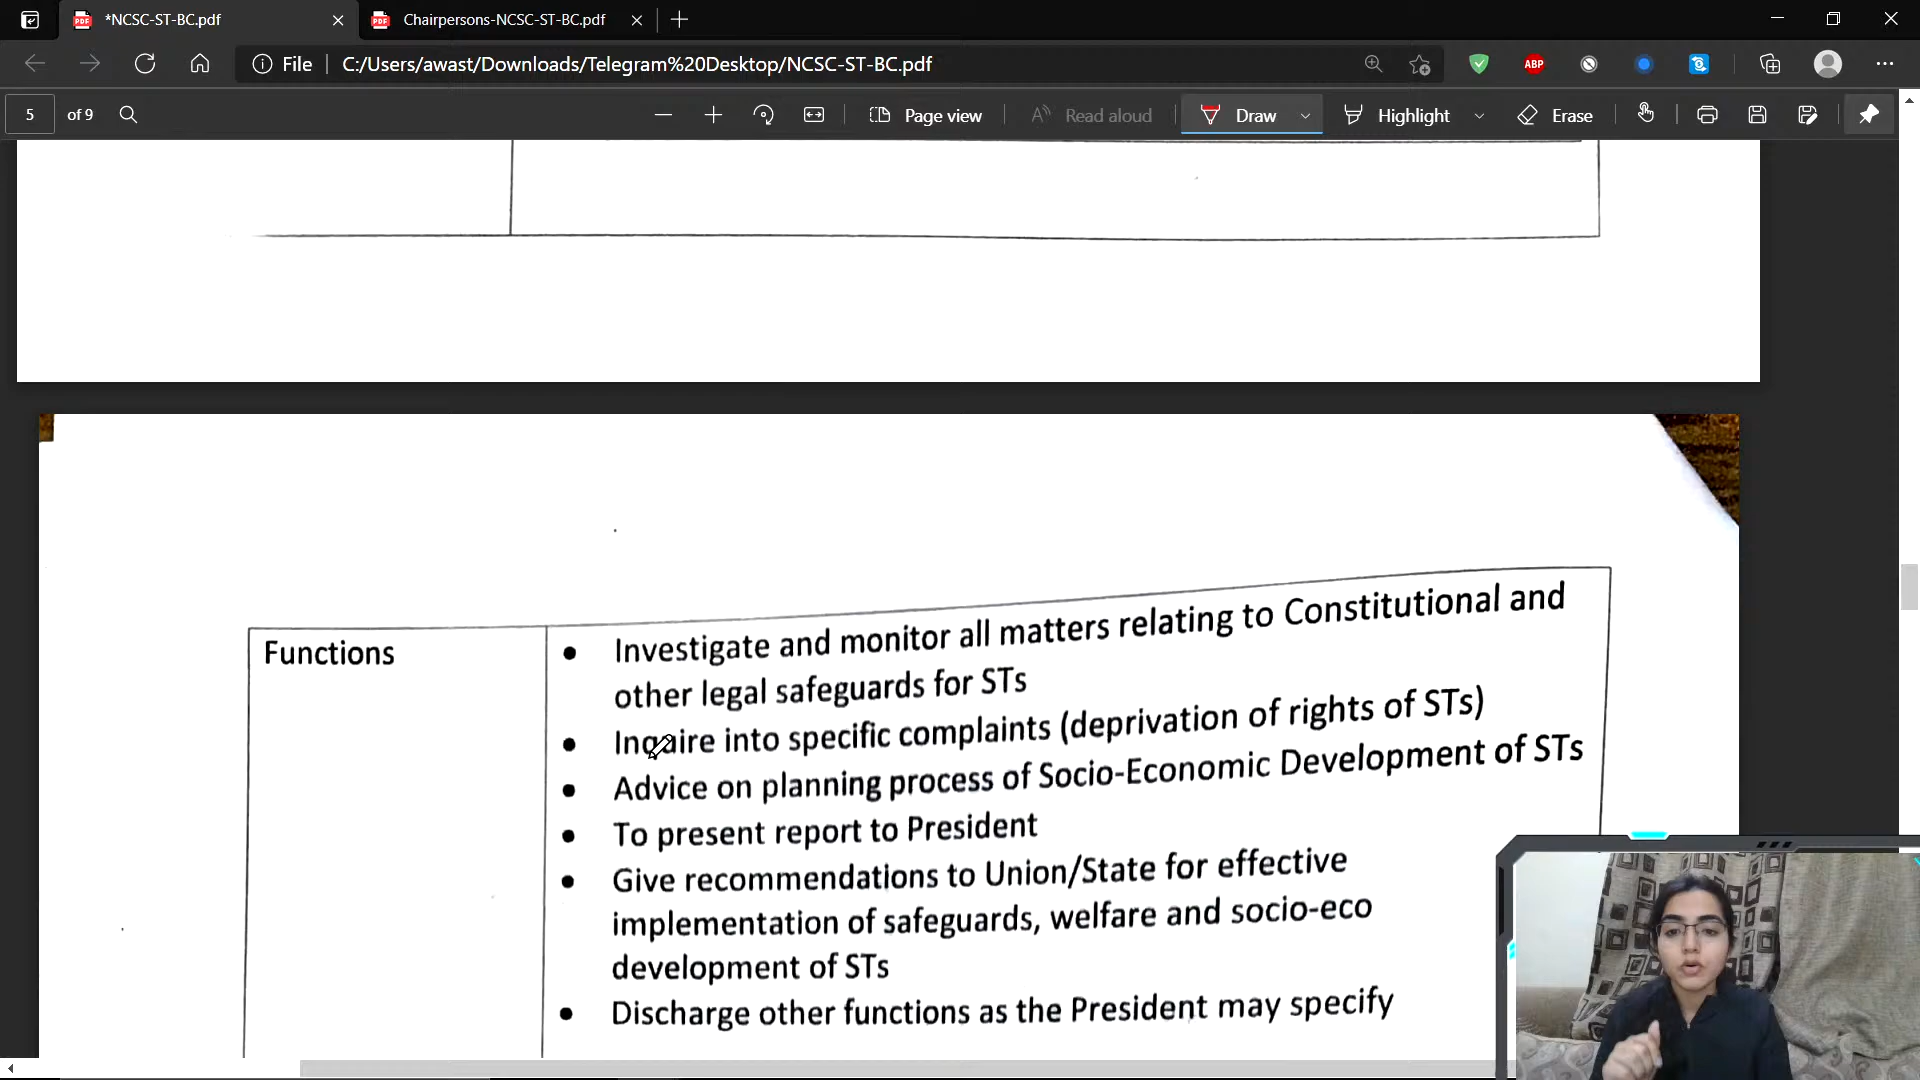 *NCSC-ST-BC.pdf
Chairpersons-NCSC-ST-BC.pdf
File
C:/Users/awast/Downloads/Telegram%20Desktop/NCSC-ST-BC.pdf
ABP
5 of 9
Page view
Read aloud
Draw
Highlight
Erase
Functions
• Investigate and monitor all matters relating to Constitutional and
other legal safeguards for STs
• Inquire into specific complaints (deprivation of rights of STs)
• Advice on planning process of Socio-Economic Development of STs
• To present report to President
• Give recommendations to Union/State for effective
implementation of safeguards, welfare and socio-eco
development of STs
• Discharge other functions as the President may specify